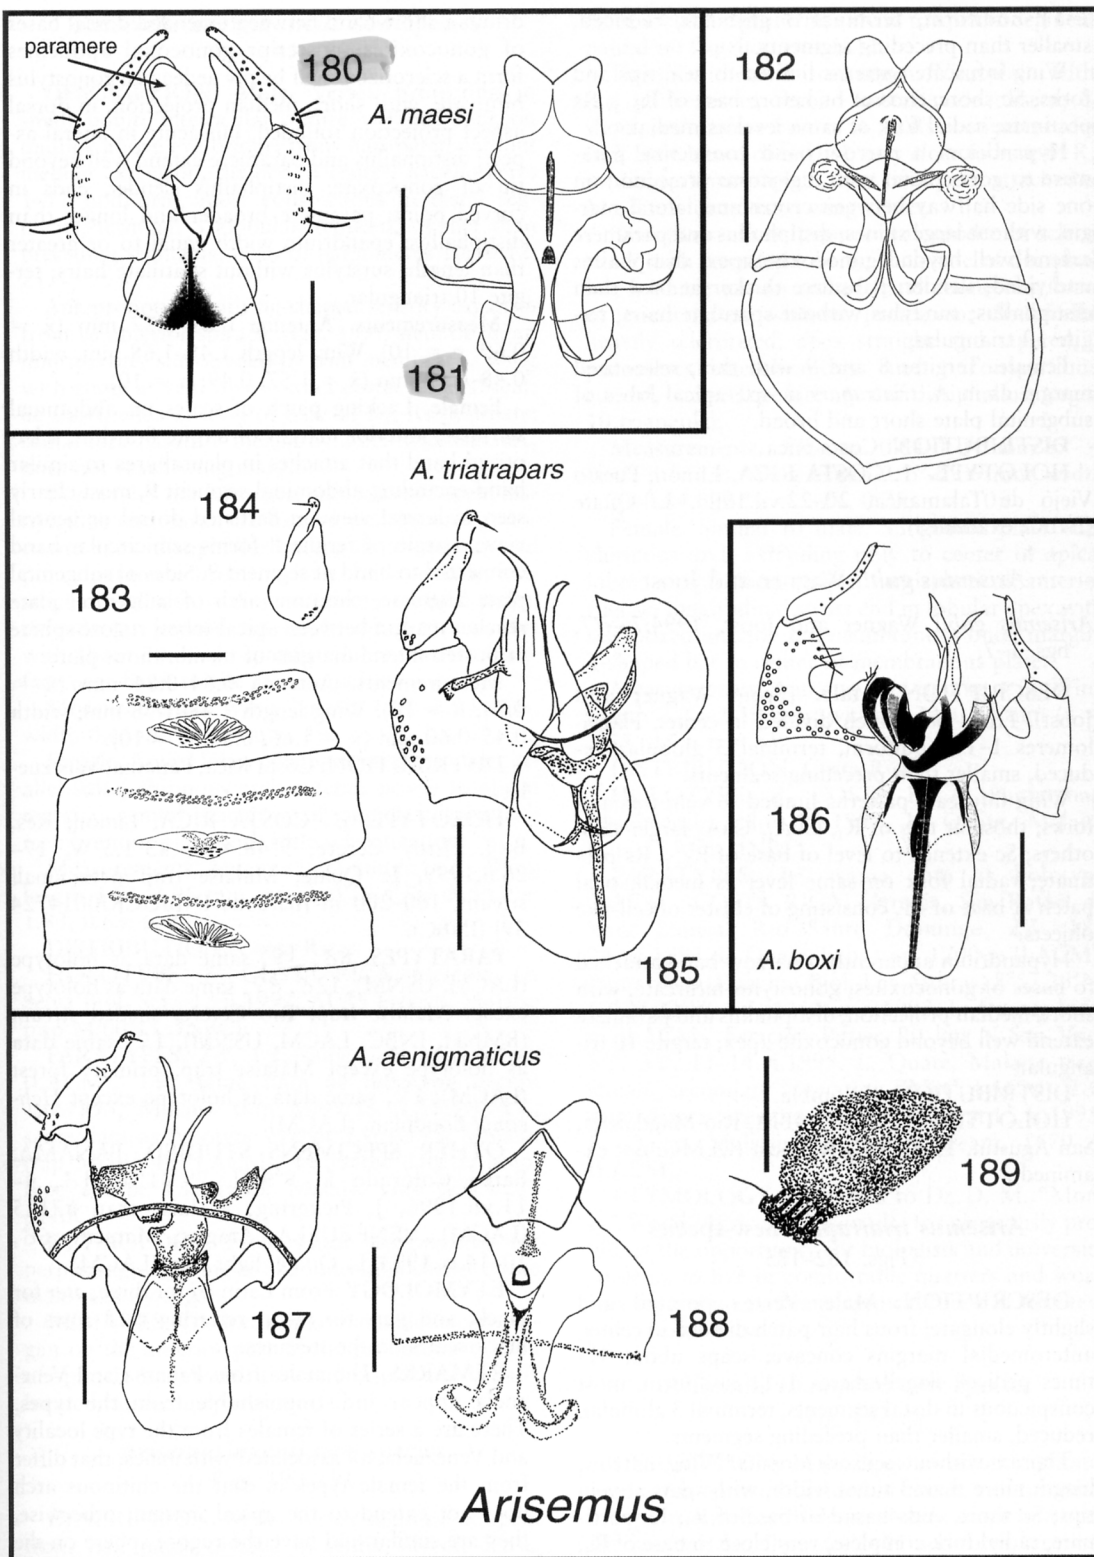 paramere
180
A. maesi
182
181
A. triatrapars
184
183
186
185
A. boxi
A. aenigmaticus
189
187
188
Arisemus